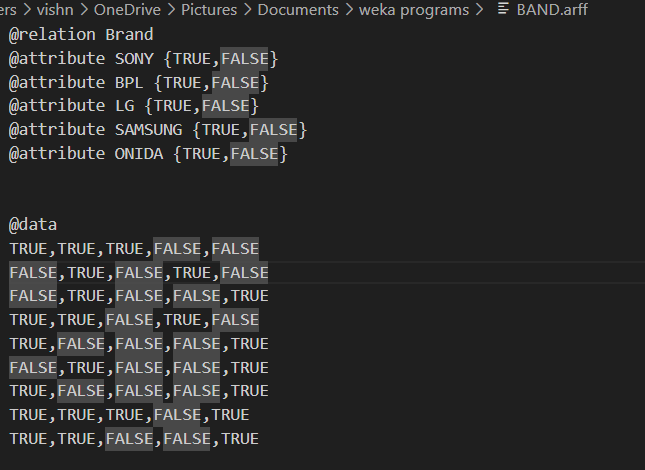 ers > vishn > OneDrive > Pictures > Documents > weka programs > BAND.arff
@relation Brand
@attribute SONY {TRUE,FALSE}
@attribute BPL {TRUE,FALSE}
@attribute LG {TRUE,FALSE}
@attribute SAMSUNG {TRUE,FALSE}
@attribute ONIDA {TRUE,FALSE}
@data
TRUE,TRUE,TRUE,FALSE,FALSE
FALSE,TRUE,FALSE,TRUE,FALSE
FALSE,TRUE,FALSE,FALSE,TRUE
TRUE,TRUE,FALSE,TRUE,FALSE
TRUE,FALSE,FALSE,FALSE,TRUE
FALSE,TRUE,FALSE,FALSE,TRUE
TRUE,FALSE,FALSE,FALSE,TRUE
TRUE,TRUE,TRUE,FALSE,TRUE
TRUE,TRUE,FALSE,FALSE,TRUE